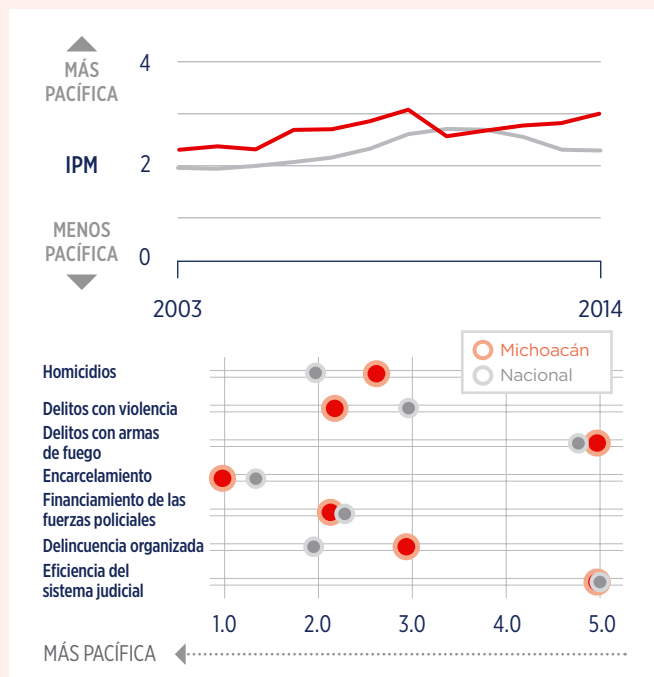 MÁS
PACÍFICA
IPM
MENOS
PACÍFICA
4
2
0
2003
2014
Michoacán
Nacional
Homicidios
Delitos con violencia
Delitos con armas
de fuego
Encarcelamiento
Financiamiento de las
fuerzas policiales
Delincuencia organizada
Eficiencia del
sistema judicial
1.0 2.0 3.0 4.0 5.0
MÁS PACÍFICA